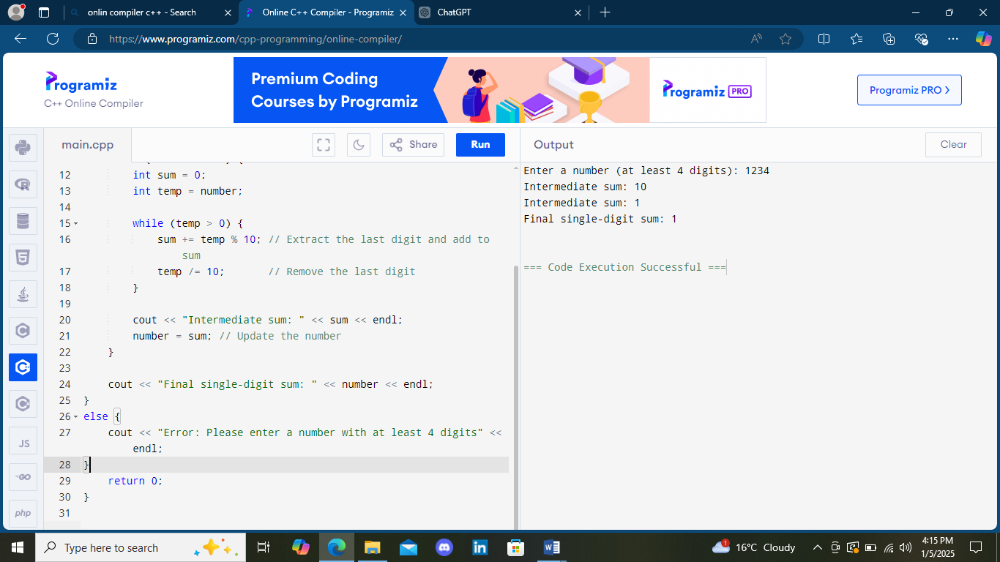 onlin compiler c++ - Search
Online C++ Compiler - Programiz
ChatGPT
https://www.programiz.com/cpp-programming/online-compiler/
Programiz
C++ Online Compiler
Premium Coding
Courses by Programiz
Programiz PRO
Programiz PRO >
main.cpp
Share
Run
Output
Clear
12 int sum = 0;
13 int temp = number;
14
15 while (temp > 0) {
16 sum += temp % 10; // Extract the last digit and add to
sum
17 temp /= 10; // Remove the last digit
18 }
19
20 cout << "Intermediate sum: " << sum << endl;
21 number = sum; // Update the number
22 }
23
24 cout << "Final single-digit sum: " << number << endl;
25 }
26 else {
27 cout << "Error: Please enter a number with at least 4 digits" <<
endl;
28 }
29 return 0;
30 }
31
Enter a number (at least 4 digits): 1234
Intermediate sum: 10
Intermediate sum: 1
Final single-digit sum: 1
=== Code Execution Successful ===
JS
GO
php
Type here to search
1
16°C Cloudy
4:15 PM
1/5/2025